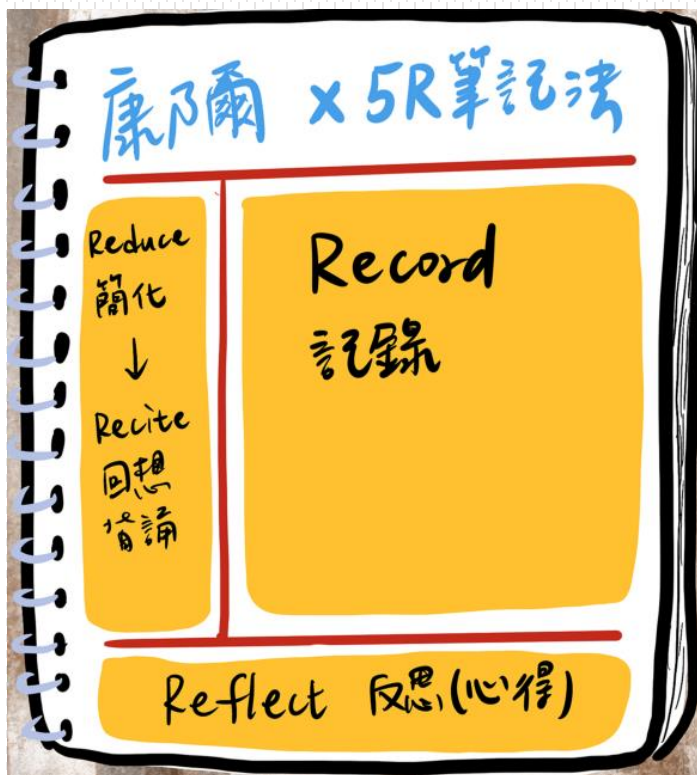 康爾 x 5R筆記法
Reduce
簡化
↓
Recite
回想
背誦
Record
記錄
Reflect 反思(心得)